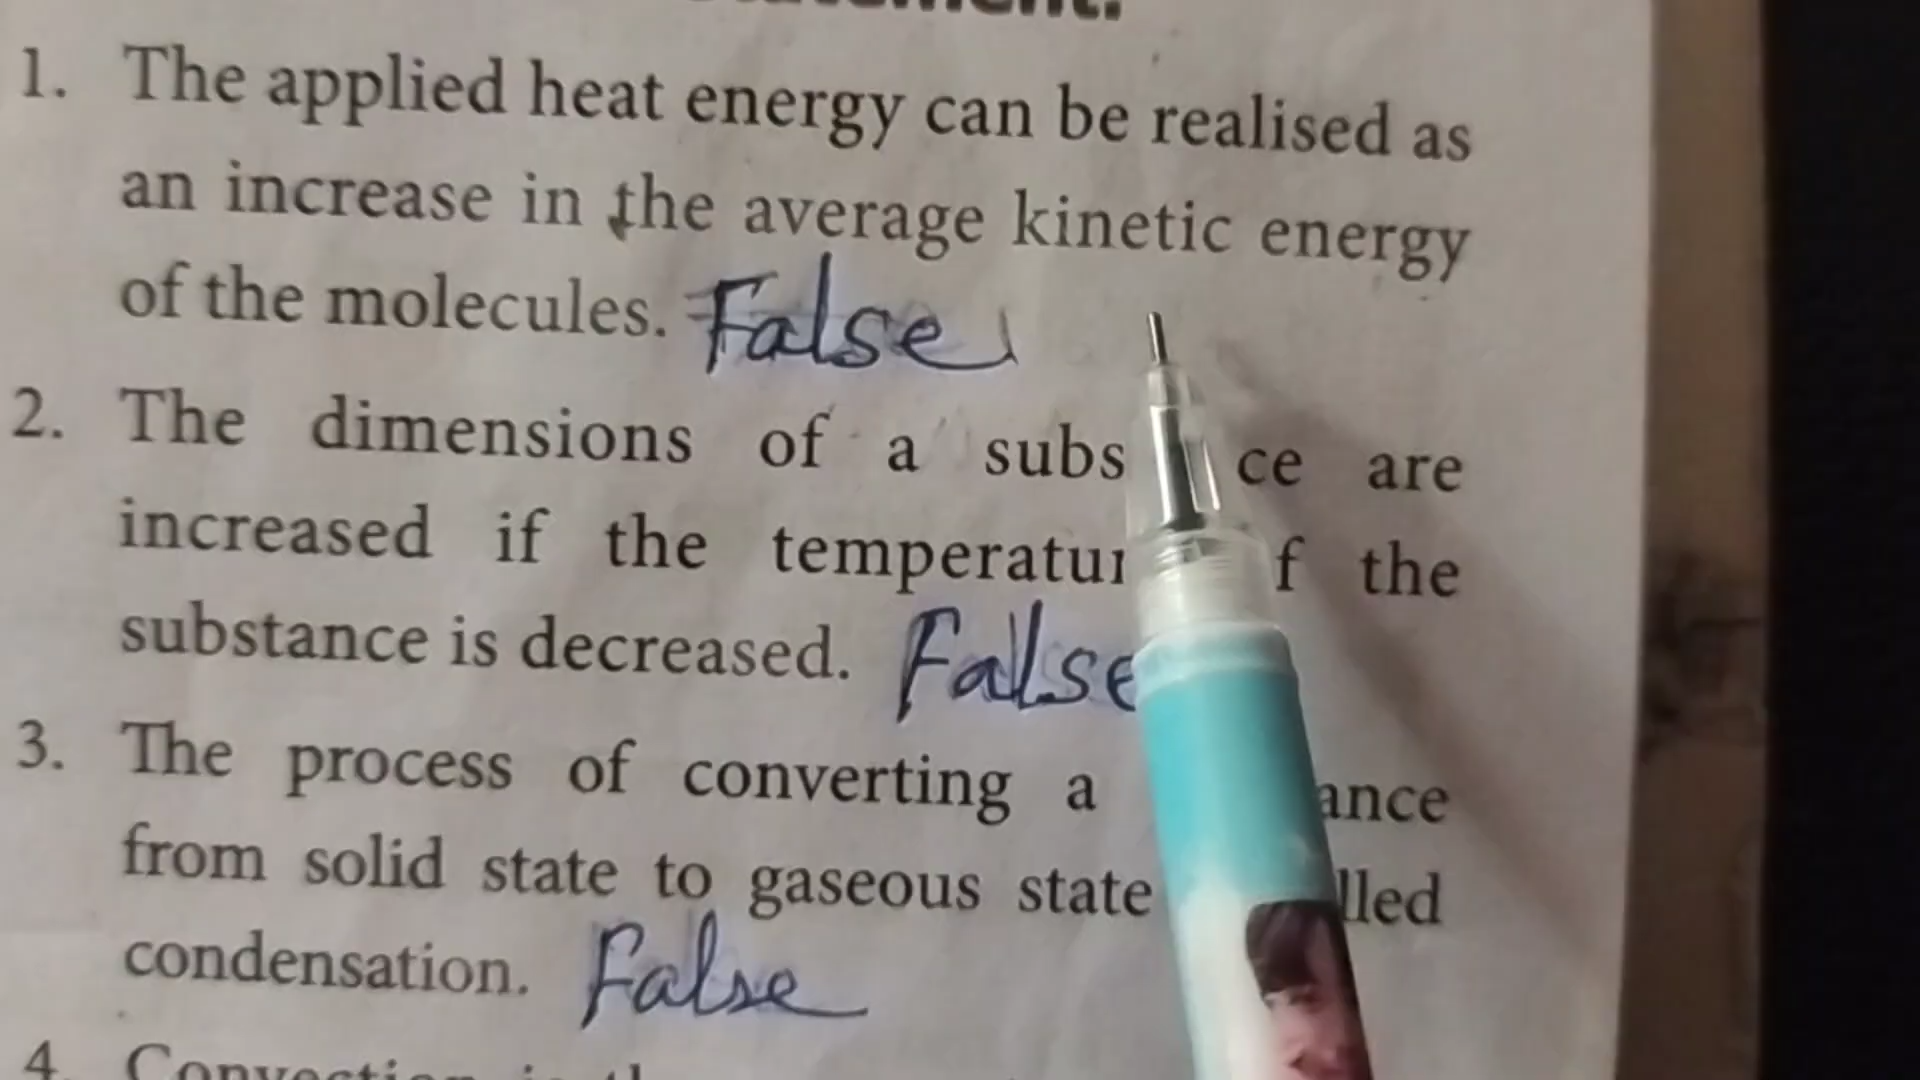 1. The applied heat energy can be realised as
an increase in the average kinetic energy
of the molecules. False
2. The dimensions of a subs ce are
increased if the temperatur f the
substance is decreased. False
3. The process of converting a ance
from solid state to gaseous state lled
condensation. False
4.